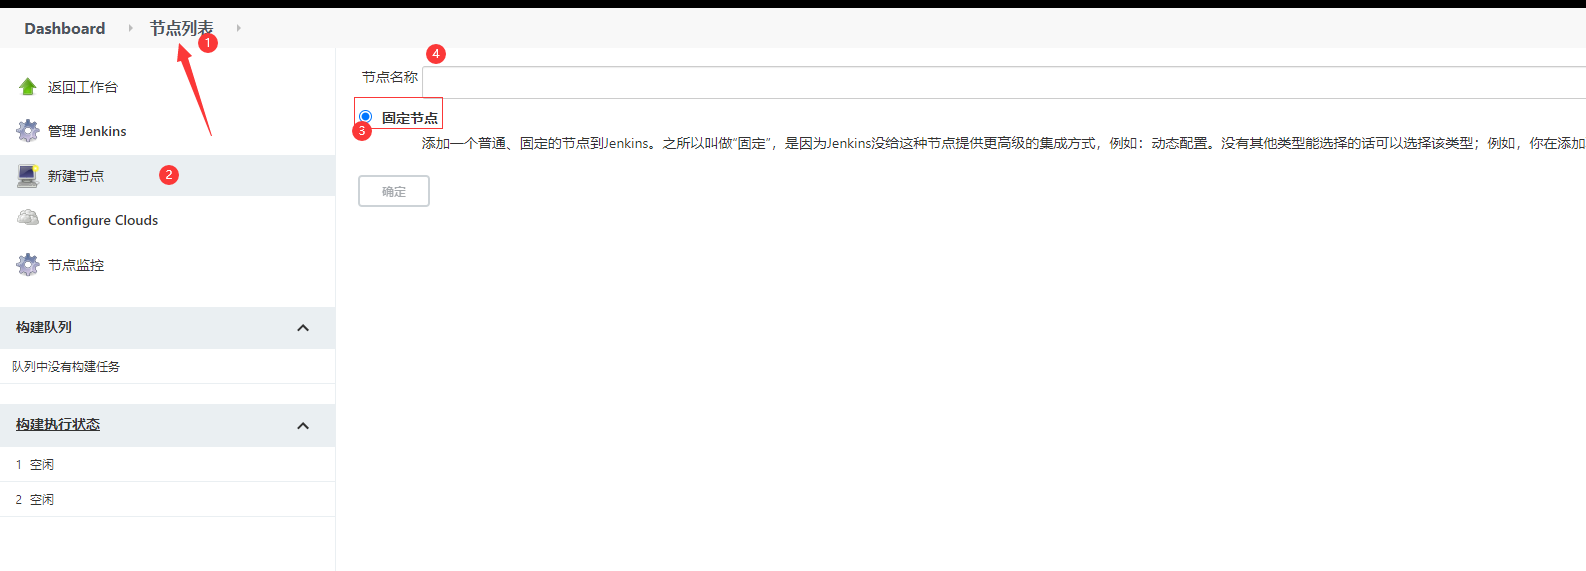 Dashboard 节点列表
1
返回工作台
管理 Jenkins
新建节点
2
Configure Clouds
节点监控
构建队列
队列中没有构建任务
构建执行状态
1 空闲
2 空闲
4
节点名称
固定节点
3
添加一个普通、固定的节点到Jenkins。之所以叫做“固定”，是因为Jenkins没给这种节点提供更高级的集成方式，例如：动态配置。没有其他类型能选择的话可以选择该类型；例如，你在添加
确定